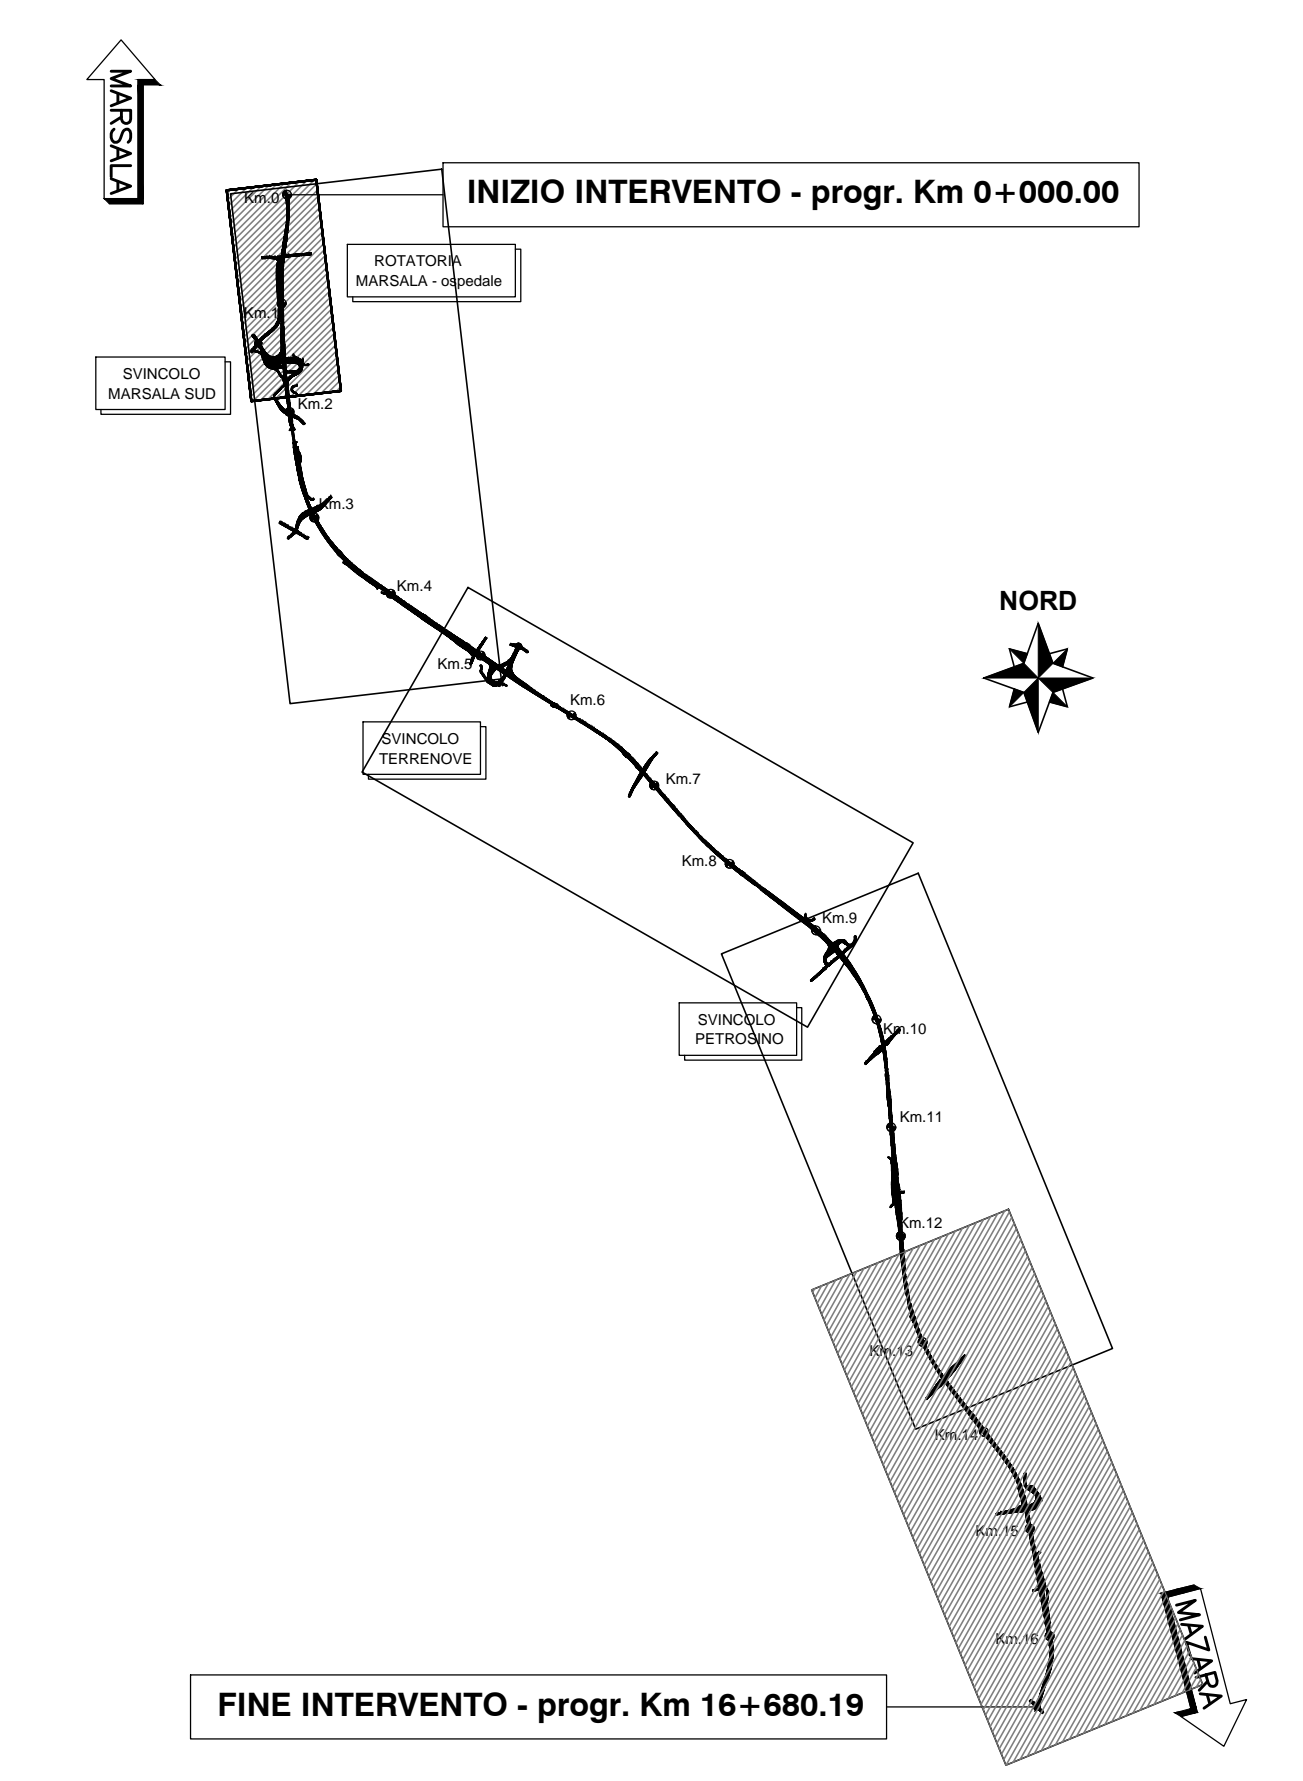 MARSALA
INIZIO INTERVENTO - progr. Km 0+000.00
Km.0
ROTATORIA
MARSALA - ospedale
Km.1
SVINCOLO
MARSALA SUD
Km.2
Km.3
Km.4
NORD
Km.5
Km.6
SVINCOLO
TERRENOVE
Km.7
Km.8
Km.9
SVINCOLO
PETROSINO
Km.10
Km.11
Km.12
Km.13
Km.14
Km.15
Km.16
MAZARA
FINE INTERVENTO - progr. Km 16+680.19